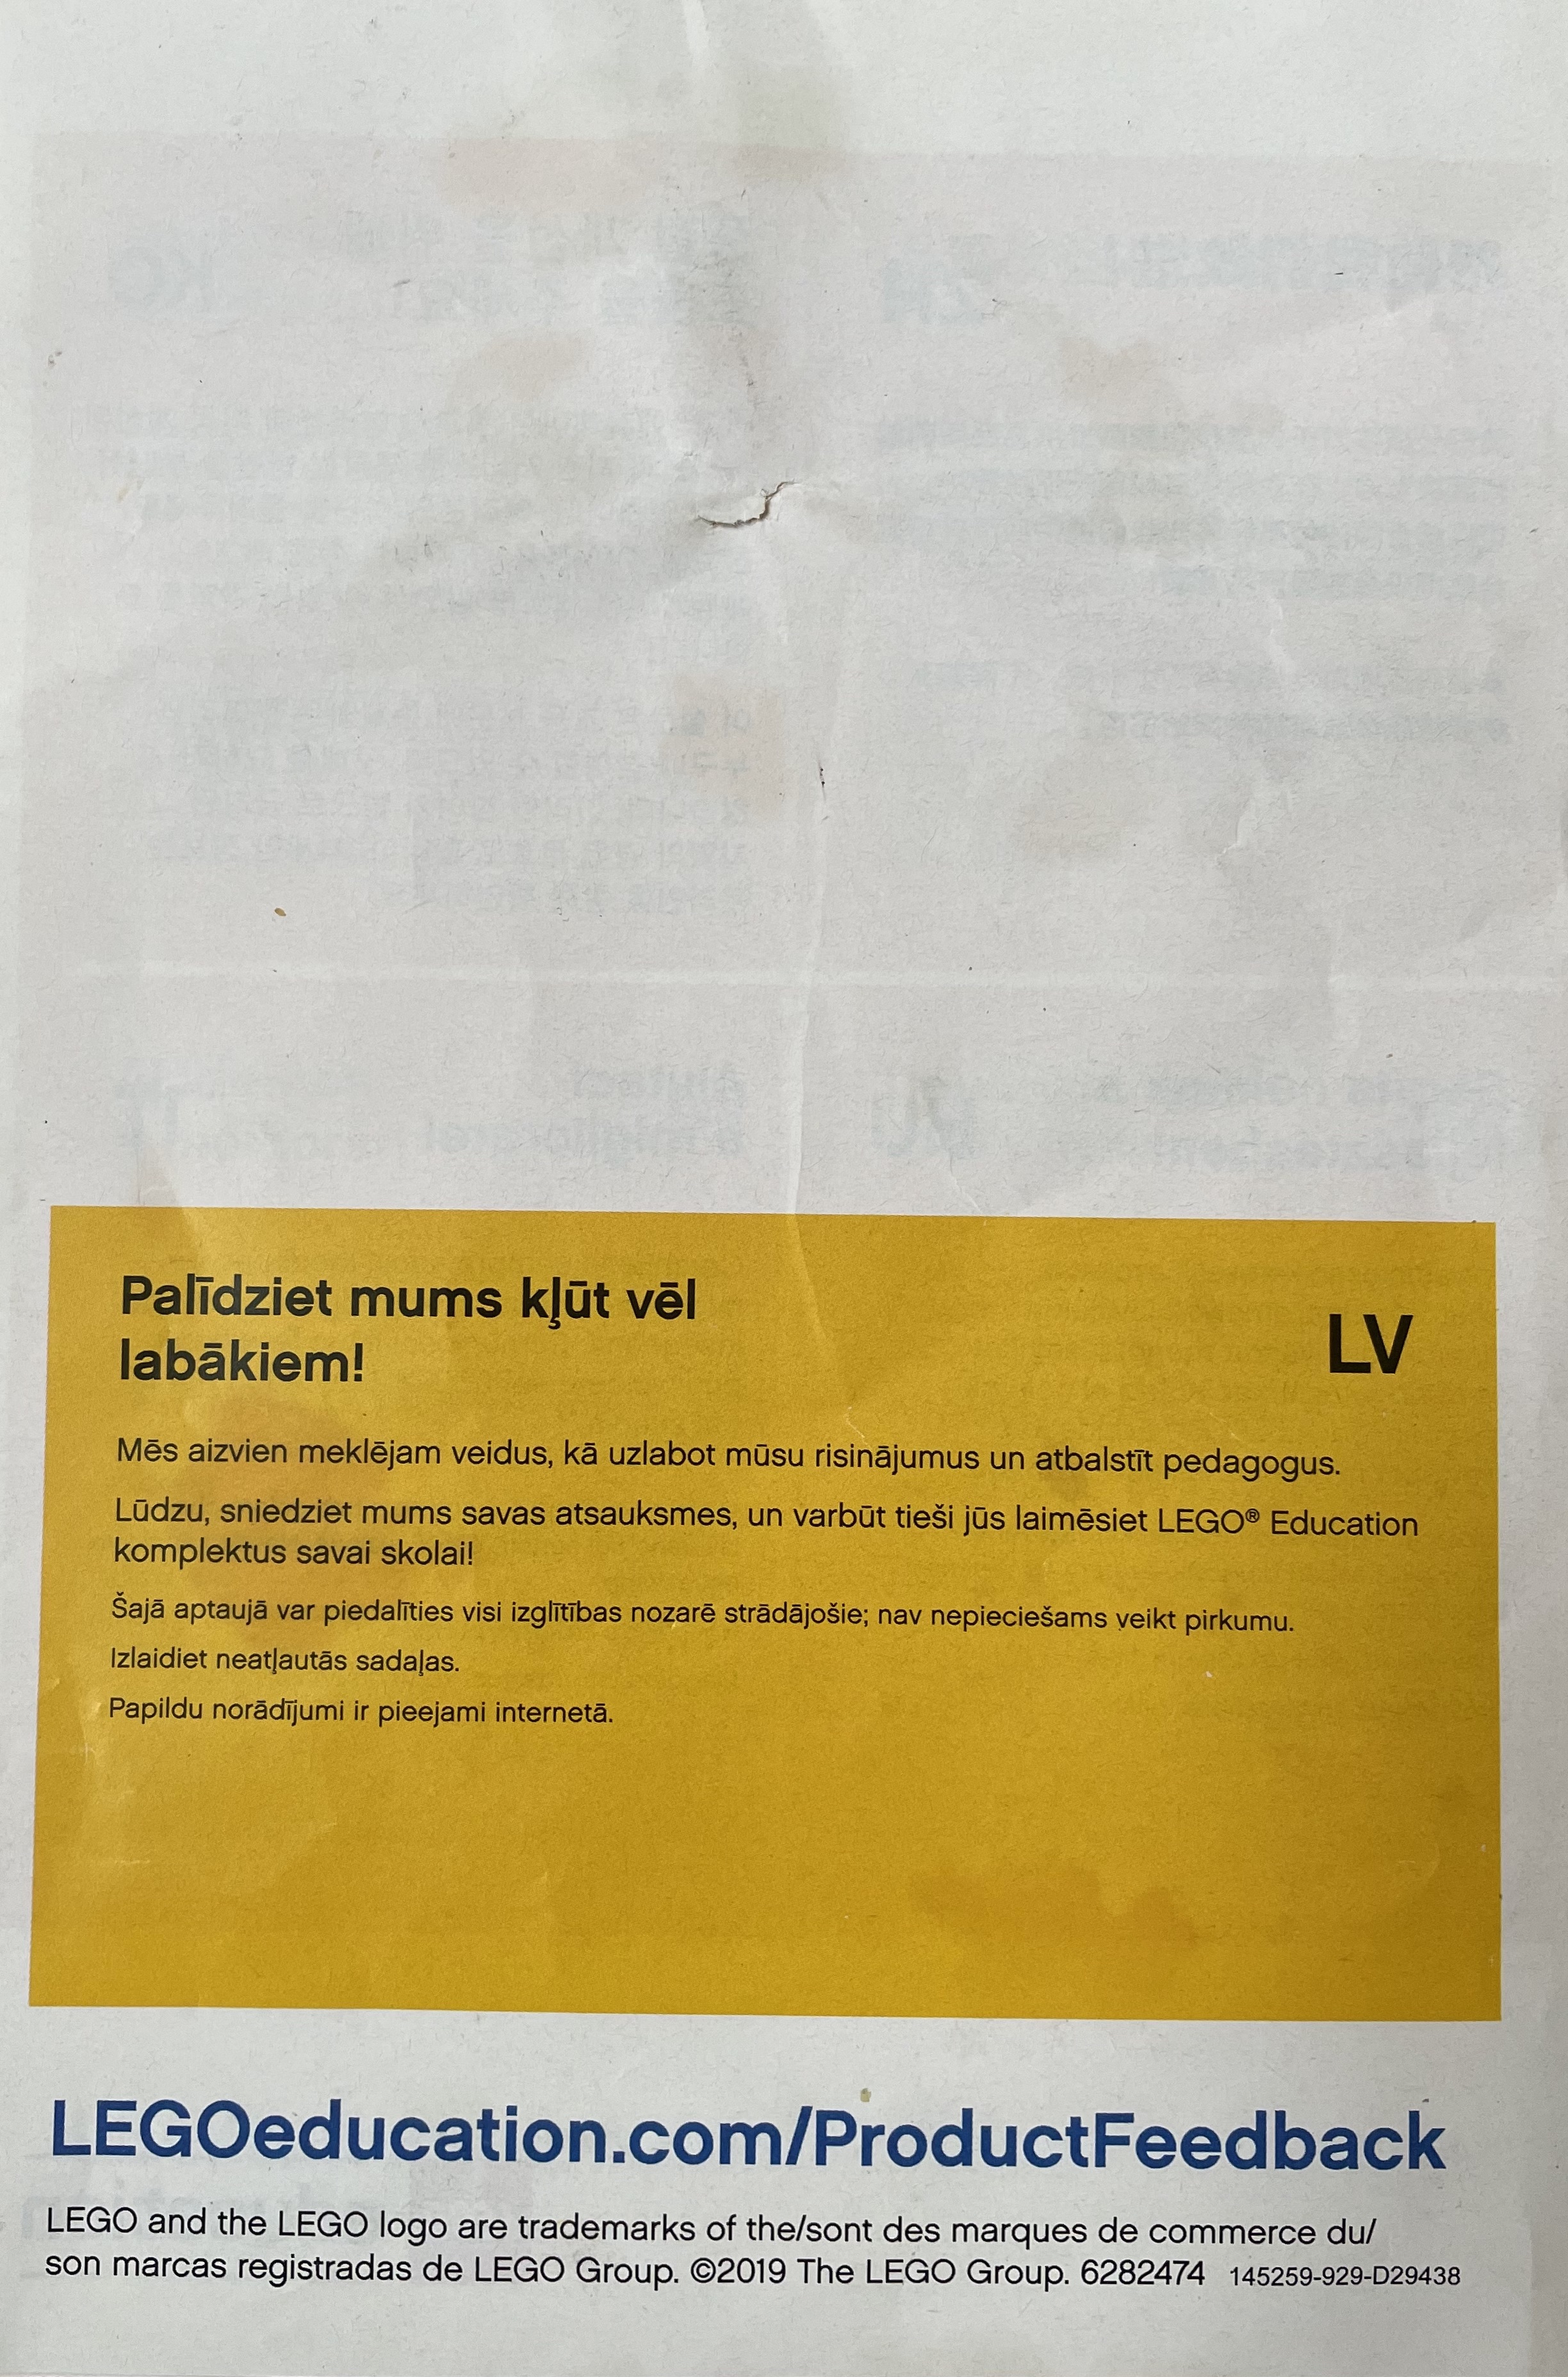 Palīdziet mums kļūt vēl
labākiem!
LV
Mēs aizvien meklējam veidus, kā uzlabot mūsu risinājumus un atbalstīt pedagogus.
Lūdzu, sniedziet mums savas atsauksmes, un varbūt tieši jūs laimēsiet LEGO® Education
komplektus savai skolai!
Šajā aptaujā var piedalīties visi izglītības nozarē strādājošie; nav nepieciešams veikt pirkumu.
Izlaidiet neatļautās sadaļas.
Papildu norādījumi ir pieejami internetā.
LEGOeducation.com/ProductFeedback
LEGO and the LEGO logo are trademarks of the/sont des marques de commerce du/
son marcas registradas de LEGO Group. ©2019 The LEGO Group. 6282474 145259-929-D29438